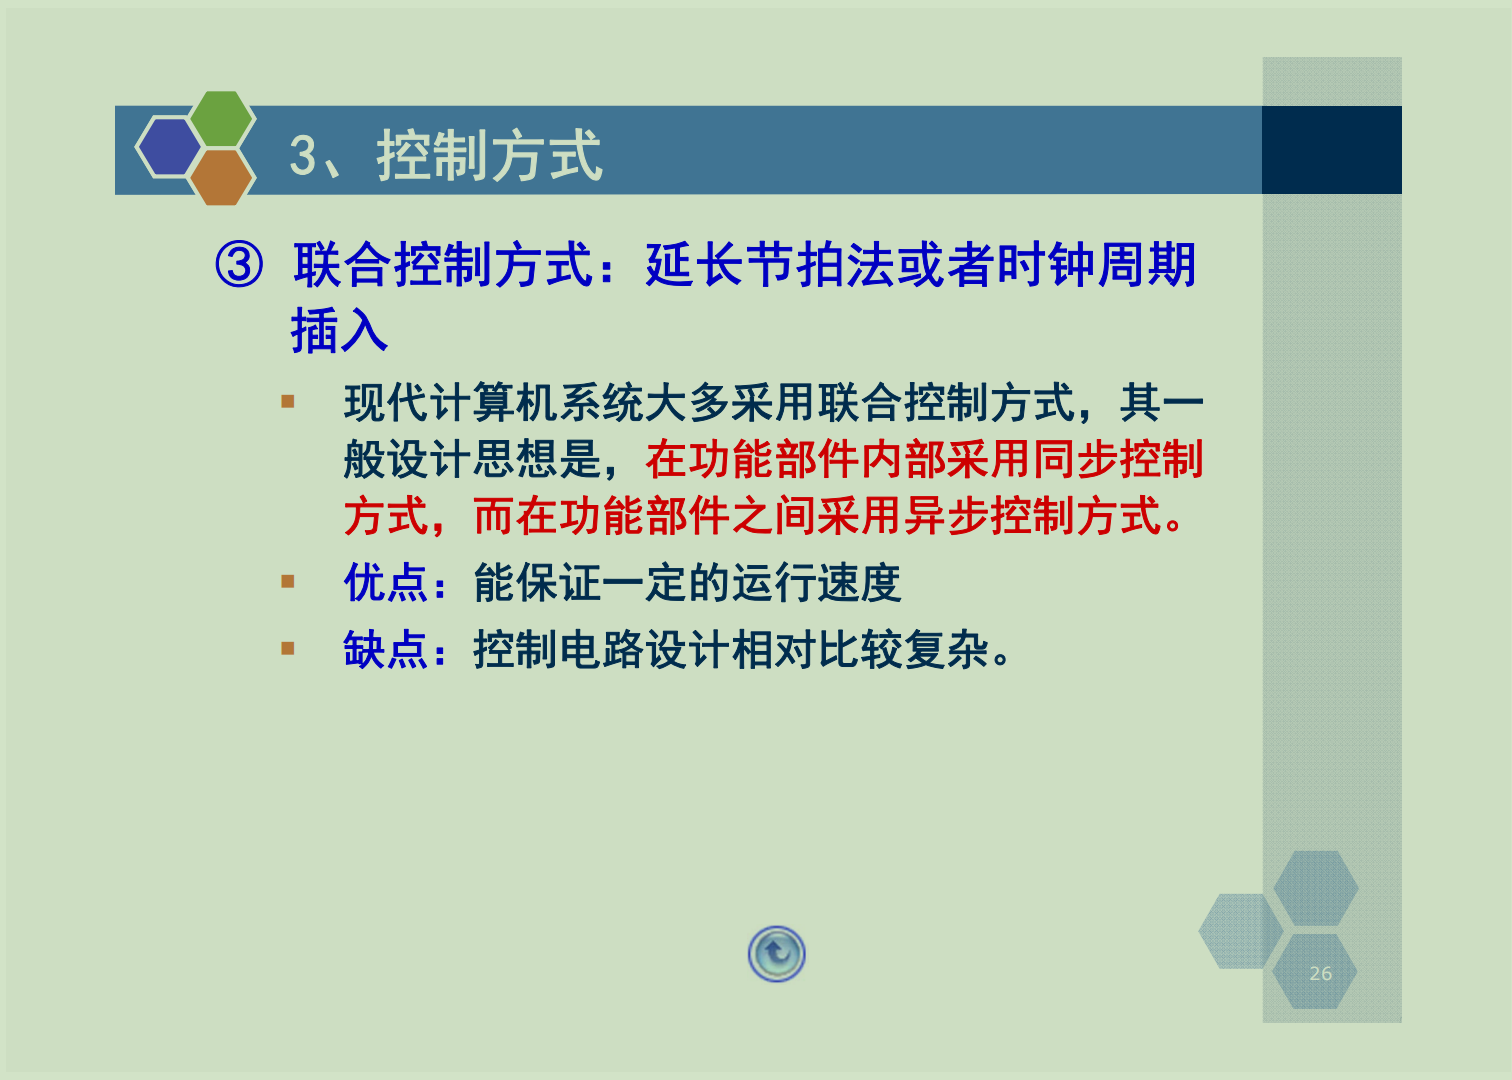 3、控制方式
③ 联合控制方式：延长节拍法或者时钟周期
插入
现代计算机系统大多采用联合控制方式，其一
般设计思想是，在功能部件内部采用同步控制
方式，而在功能部件之间采用异步控制方式。
优点：能保证一定的运行速度
缺点：控制电路设计相对比较复杂。
26